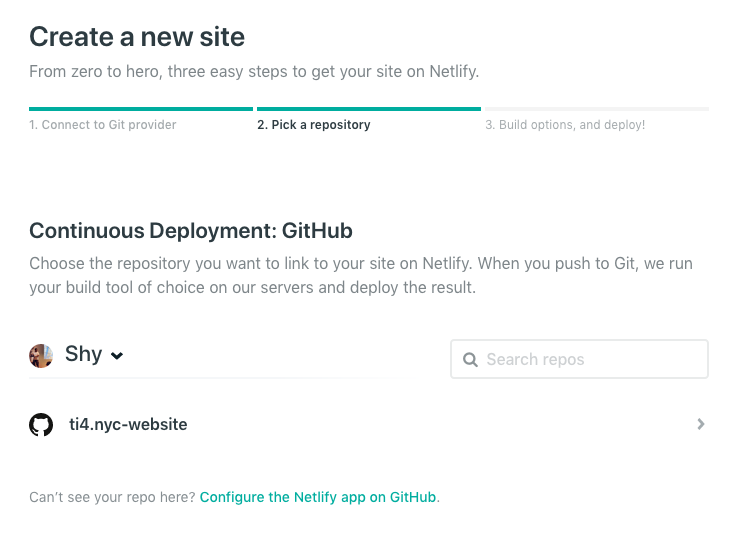 Create a new site
From zero to hero, three easy steps to get your site on Netlify.
1. Connect to Git provider
2. Pick a repository
3. Build options, and deploy!
Continuous Deployment: GitHub
Choose the repository you want to link to your site on Netlify. When you push to Git, we run
your build tool of choice on our servers and deploy the result.
Shy
Search repos
ti4.nyc-website
Can't see your repo here? Configure the Netlify app on GitHub.